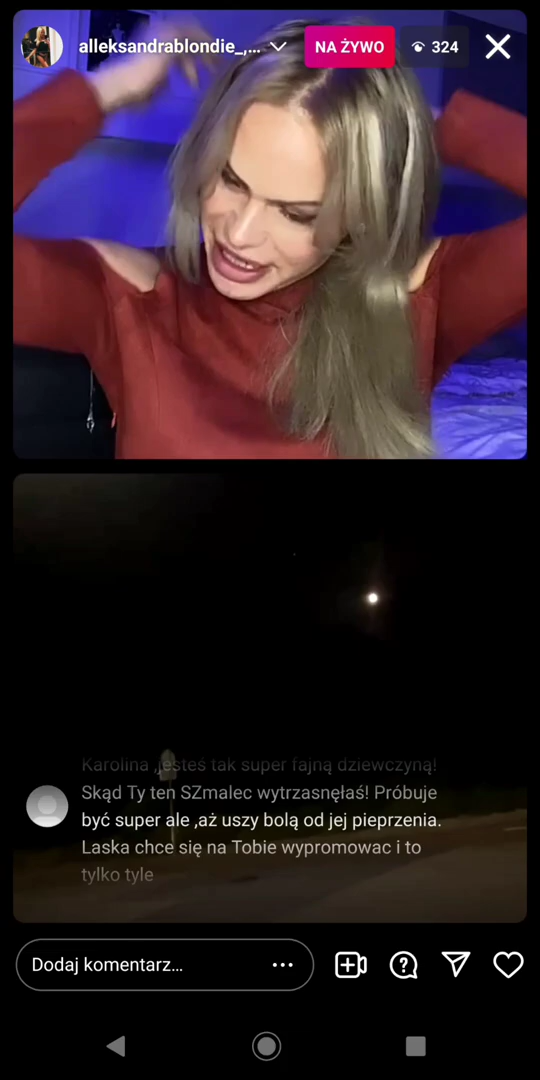 alleksandrablondie_,...
NA ŻYWO
324
Karolina ,jesteś tak super fajną dziewczyną!
Skąd Ty ten SZmalec wytrzasnęłaś! Próbuje
być super ale ,aż uszy bolą od jej pieprzenia.
Laska chce się na Tobie wypromowac i to
tylko tyle
Dodaj komentarz...